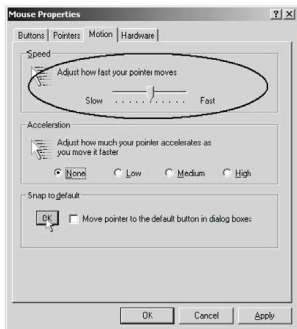 Mouse Properties
Buttons Pointers Motion Hardware
Speed
Adjust how fast your pointer moves
Slow Fast
Acceleration
Adjust how much your pointer accelerates as
you move it faster
None Low Medium High
Snap to default
OK Move pointer to the default button in dialog boxes
OK Cancel Apply